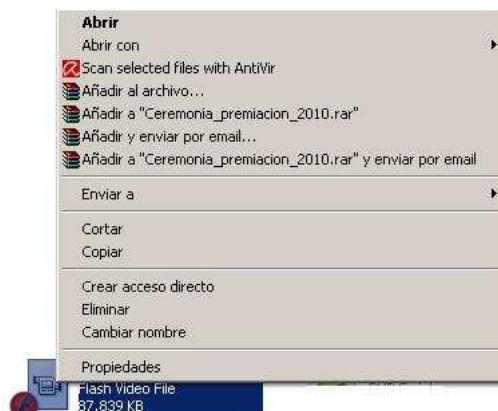 Abrir
Abrir con
Scan selected files with AntiVir
Añadir al archivo...
Añadir a "Ceremonia_premiacion_2010.rar"
Añadir y enviar por email...
Añadir a "Ceremonia_premiacion_2010.rar" y enviar por email
Enviar a
Cortar
Copiar
Crear acceso directo
Eliminar
Cambiar nombre
Propiedades
Flash Video File
87.839 KB